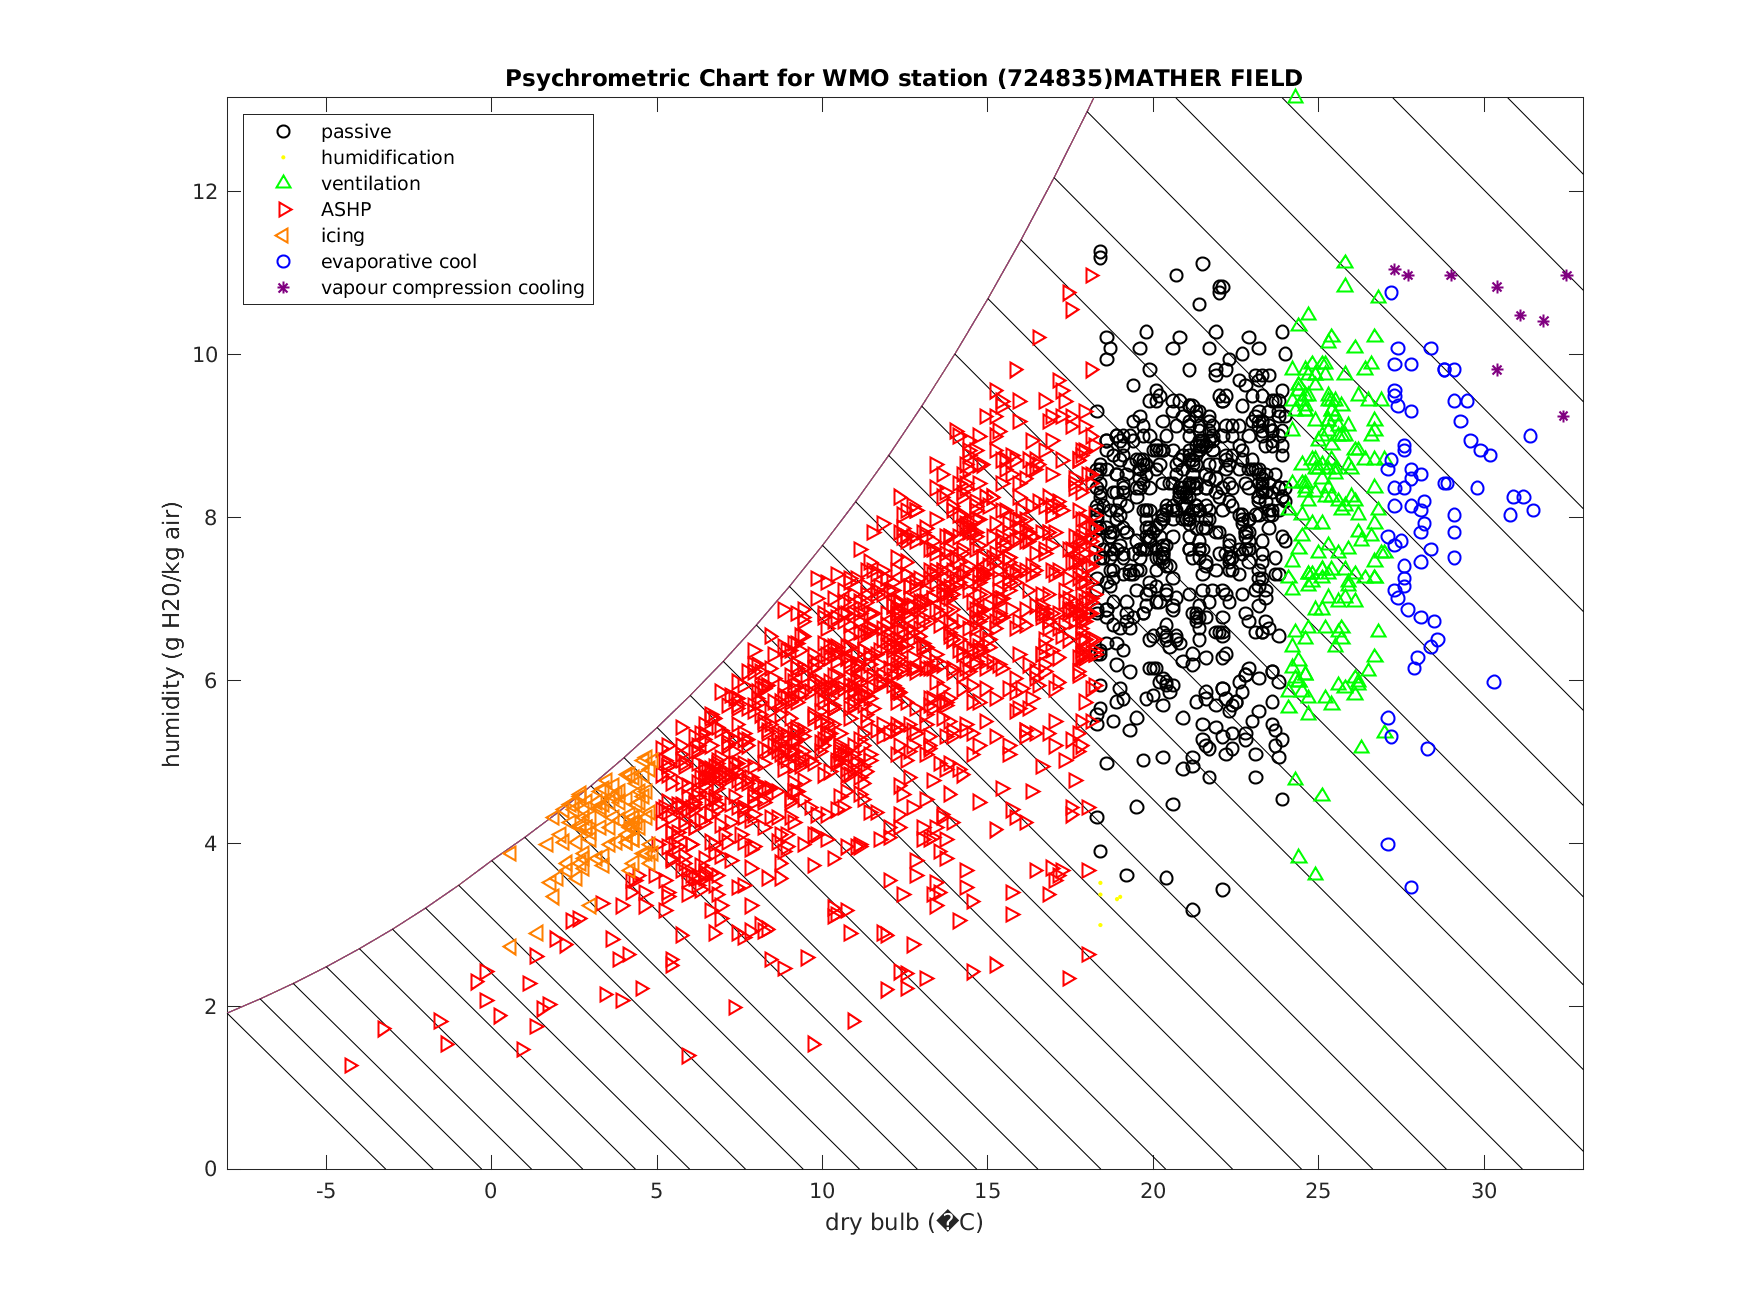 Psychrometric Chart for WMO station (724835)MATHER FIELD
passive
humidification
ventilation
ASHP
icing
evaporative cool
vapour compression cooling
12
10
8
6
4
2
0
humidity (g H20/kg air)
-5 0 5 10 15 20 25 30
dry bulb (�C)